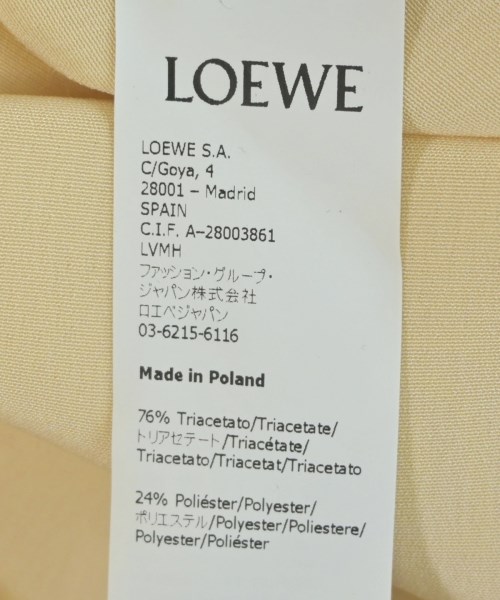 LOEWE
LOEWE S.A.
C/Goya, 4
28001 – Madrid
SPAIN
C.I.F. A–28003861
LVMH
ファッション・グループ・
ジャパン株式会社
ロエベジャパン
03-6215-6116
Made in Poland
76% Triacetato/Triacetate/
トリアセテート/Triacétate/
Triacetato/Triacetat/Triacetato
24% Poliéster/Polyester/
ポリエステル/Polyester/Poliestere/
Polyester/Poliéster